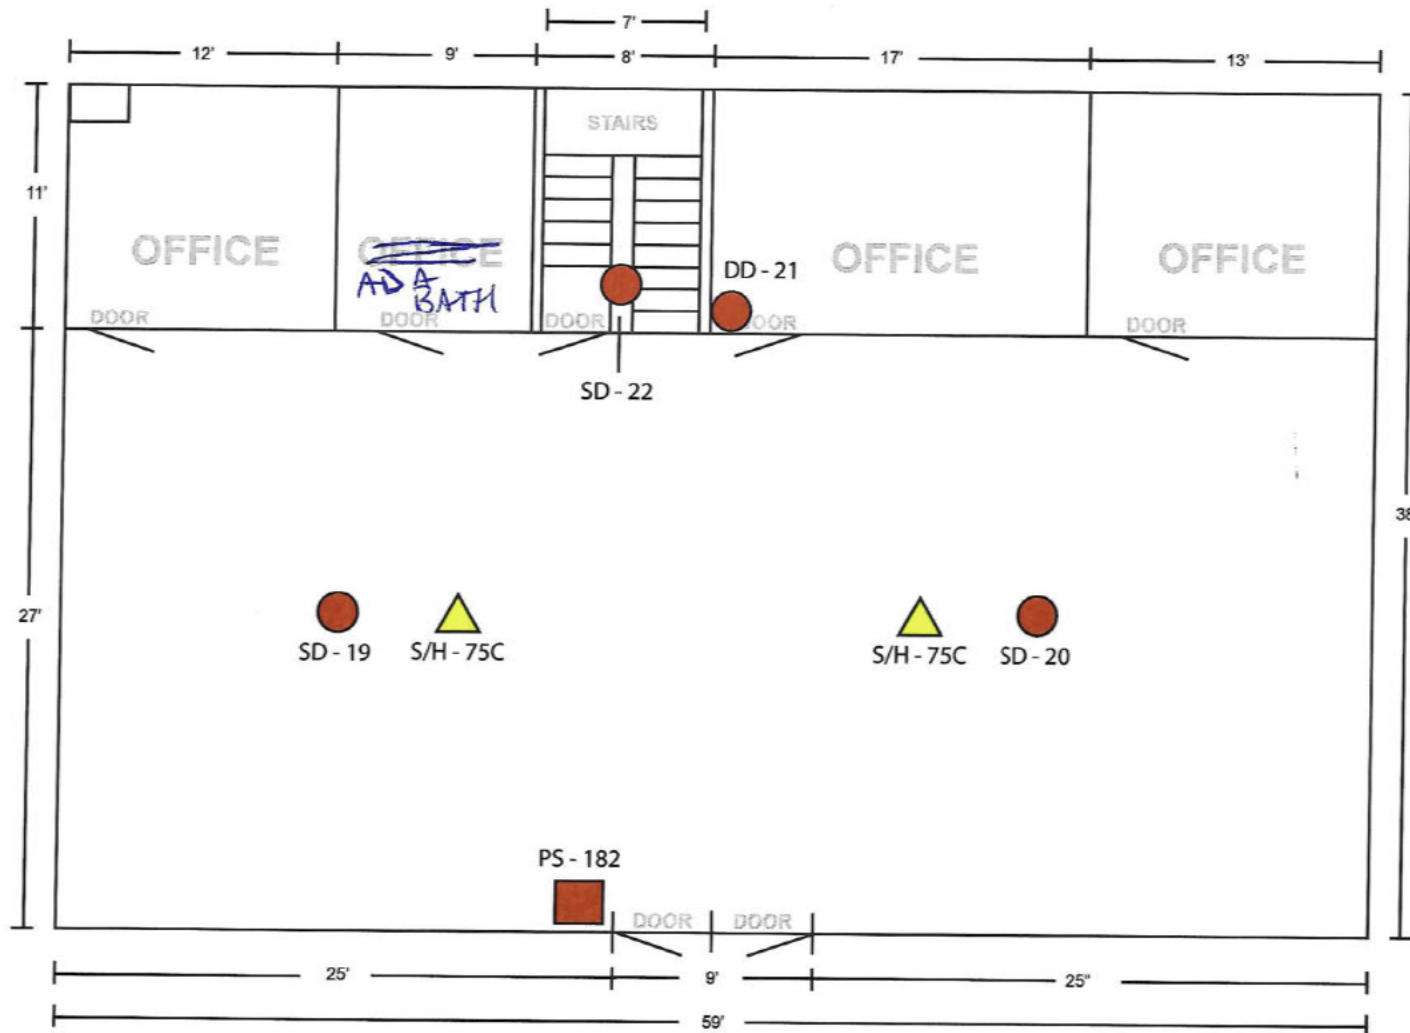 7'
12' 9' 8' 17' 13'
STAIRS
11'
OFFICE OFFICE OFFICE OFFICE
ADA
BATH
DD - 21
DOOR DOOR DOOR DOOR DOOR
SD - 22
38
27'
SD - 19 S/H - 75C S/H - 75C SD - 20
PS - 182
DOOR DOOR
25' 9' 25"
59'